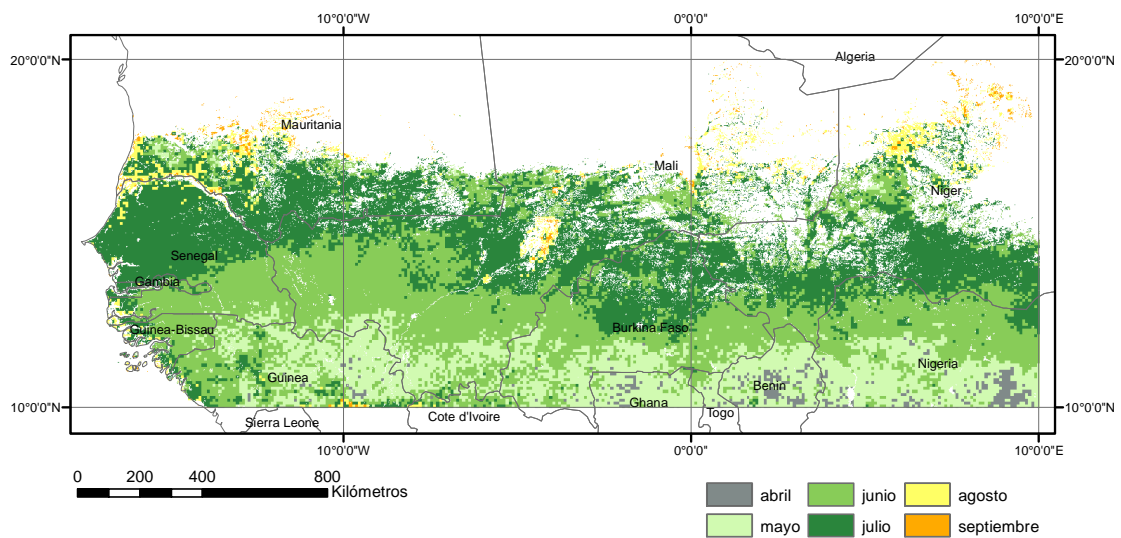 10°0'0"W 0°0'0" 10°0'0"E
Algeria
20°0'0"N 20°0'0"N
Mauritania
Mali
Niger
Senegal
Gambia
Guinea-Bissau
Burkina Faso
Nigeria
Guinea
Benin
Ghana
10°0'0"N 10°0'0"N
Togo
Cote d'Ivoire
Sierra Leone
10°0'0"W 0°0'0" 10°0'0"E
0 200 400 800
Kilómetros
abril junio agosto
mayo julio septiembre